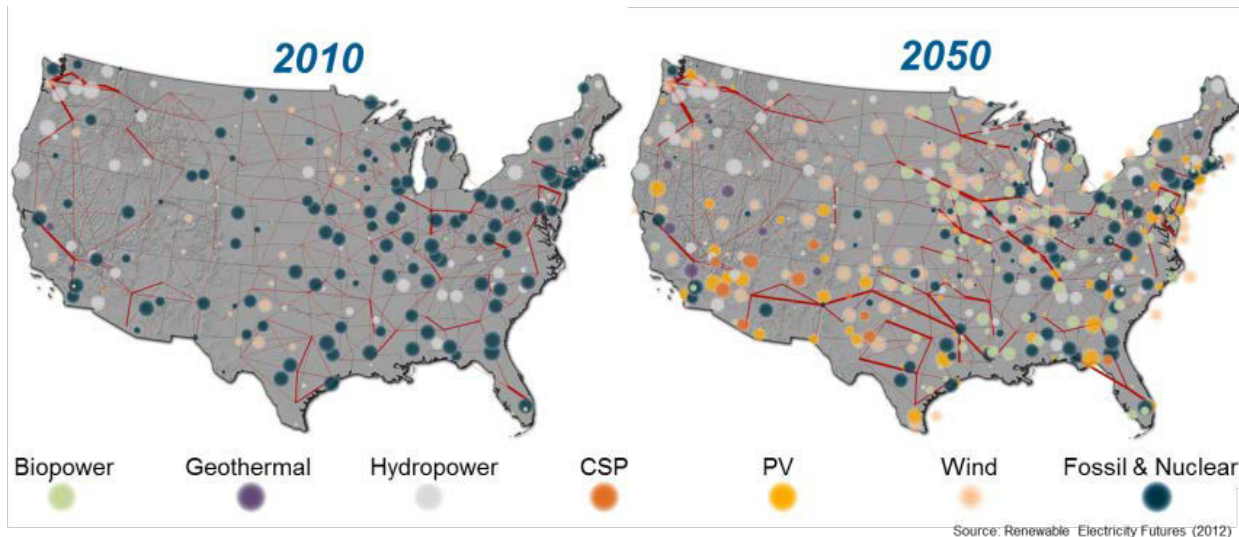 2010 2050
Biopower Geothermal Hydropower CSP PV Wind Fossil & Nuclear
Source: Renewable Electricity Futures (2012)